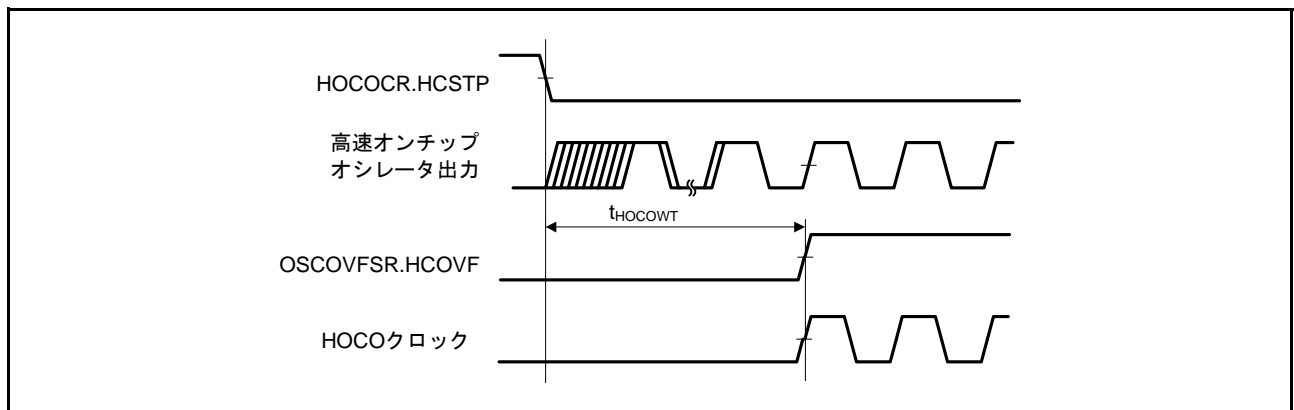 HOCOCR.HCSTP
高速オンチップ
オシレータ出力
tHOCOWT
OSCOVFSR.HCOVF
HOCOクロック